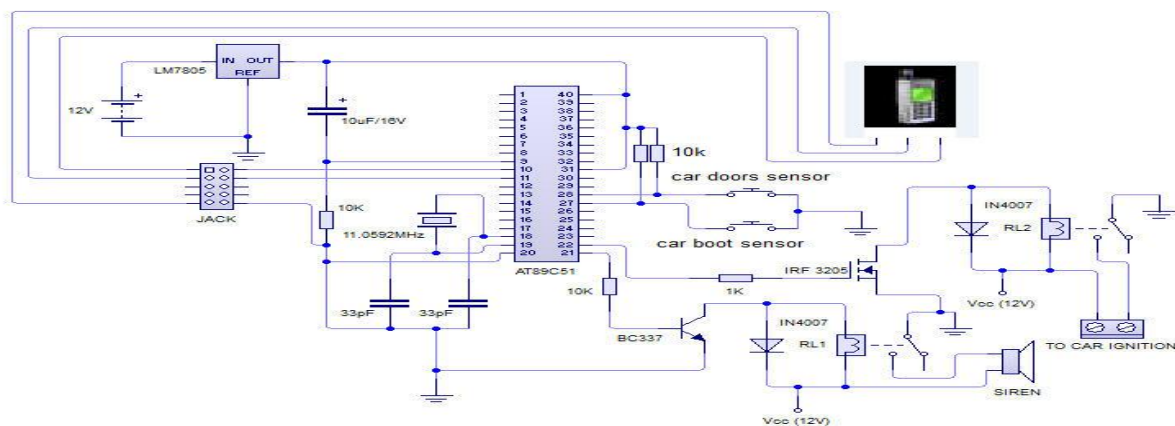 LM7805
IN OUT
REF
12V
+
+
10uF/16V
1 40
2 39
3 38
4 37
5 36
6 35
7 34
8 33
9 32
10 31
11 30
12 29
13 28
14 27
15 26
16 25
17 24
18 23
19 22
20 21
AT89C51
10k
car doors sensor
car boot sensor
JACK
10K
11.0592MHz
33pF
33pF
10K
1K
IRF 3205
IN4007
RL2
Vcc (12V)
TO CAR IGNITION
BC337
IN4007
RL1
SIREN
Vcc (12V)